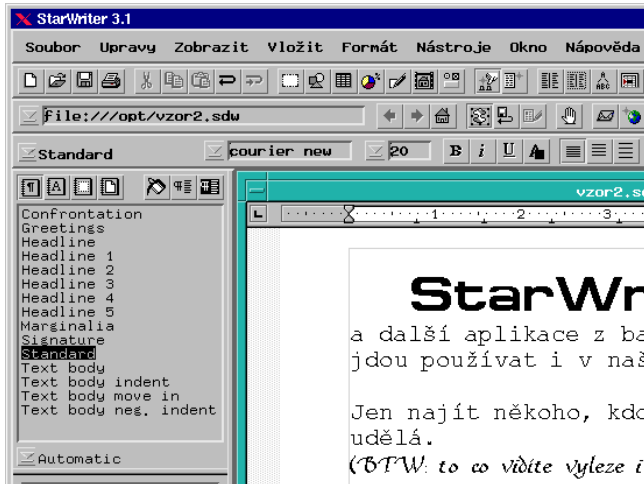 StarWriter 3.1
Soubor Upravy Zobrazit Vložit Formát Nástroje Okno Nápověda
file:///opt/vzor2.sdw
Standard courier new 20 B i U A
vzor2.s
Confrontation
Greetings
Headline
Headline 1
Headline 2
Headline 3
Headline 4
Headline 5
Marginalia
Signature
Standard
Text body
Text body indent
Text body move in
Text body neg. indent
Automatic
1 2 3
StarWr
a další aplikace z ba
jdou používat i v naš
Jen najít někoho, kdo
udělá.
(BTW: to co vidíte vyleze i